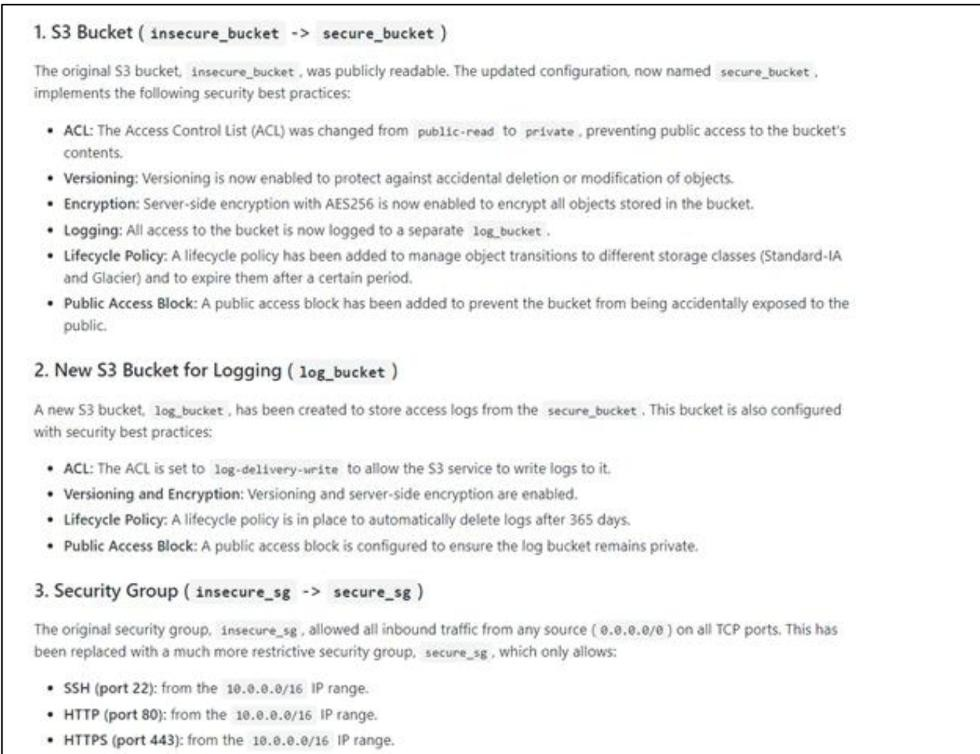 1. S3 Bucket ( insecure_bucket -> secure_bucket )
The original S3 bucket, insecure_bucket , was publicly readable. The updated configuration, now named secure_bucket ,
implements the following security best practices:
• ACL: The Access Control List (ACL) was changed from public-read to private , preventing public access to the bucket's
contents.
• Versioning: Versioning is now enabled to protect against accidental deletion or modification of objects.
• Encryption: Server-side encryption with AES256 is now enabled to encrypt all objects stored in the bucket.
• Logging: All access to the bucket is now logged to a separate log_bucket .
• Lifecycle Policy: A lifecycle policy has been added to manage object transitions to different storage classes (Standard-IA
and Glacier) and to expire them after a certain period.
• Public Access Block: A public access block has been added to prevent the bucket from being accidentally exposed to the
public.
2. New S3 Bucket for Logging ( log_bucket )
A new S3 bucket, log_bucket , has been created to store access logs from the secure_bucket . This bucket is also configured
with security best practices:
• ACL: The ACL is set to log-delivery-write to allow the S3 service to write logs to it.
• Versioning and Encryption: Versioning and server-side encryption are enabled.
• Lifecycle Policy: A lifecycle policy is in place to automatically delete logs after 365 days.
• Public Access Block: A public access block is configured to ensure the log bucket remains private.
3. Security Group ( insecure_sg -> secure_sg )
The original security group, insecure_sg , allowed all inbound traffic from any source ( 0.0.0.0/0 ) on all TCP ports. This has
been replaced with a much more restrictive security group, secure_sg , which only allows:
• SSH (port 22): from the 10.0.0.0/16 IP range.
• HTTP (port 80): from the 10.0.0.0/16 IP range.
• HTTPS (port 443): from the 10.0.0.0/16 IP range.